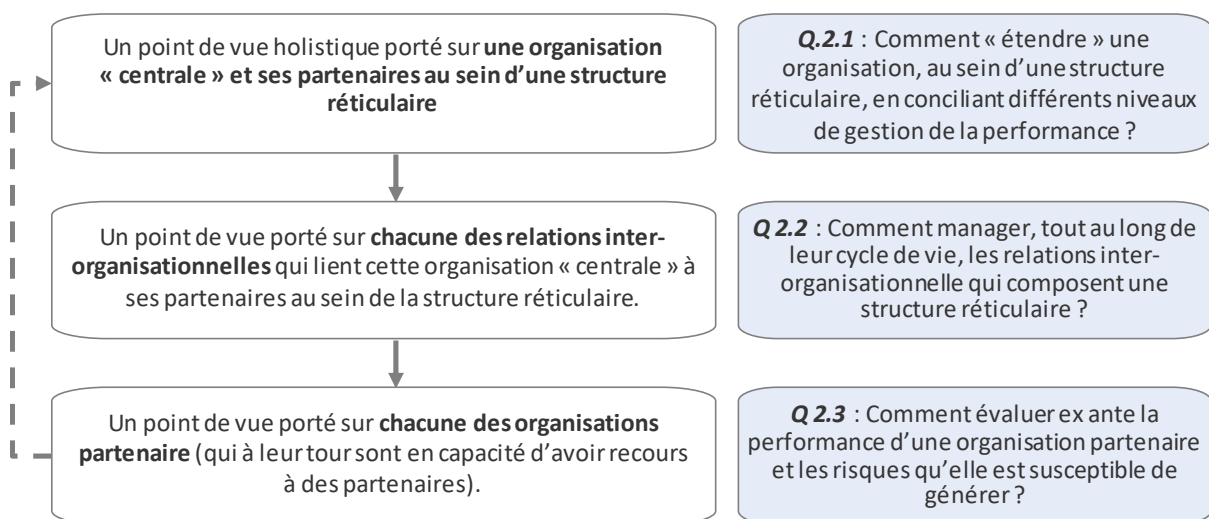 Un point de vue holistique porté sur une organisation
« centrale » et ses partenaires au sein d'une structure
réticulaire
Q.2.1 : Comment « étendre » une
organisation, au sein d'une structure
réticulaire, en conciliant différents niveaux
de gestion de la performance ?
Un point de vue porté sur chacune des relations inter-
organisationnelles qui lient cette organisation « centrale » à
ses partenaires au sein de la structure réticulaire.
Q 2.2 : Comment manager, tout au long de
leur cycle de vie, les relations inter-
organisationnelle qui composent une
structure réticulaire ?
Un point de vue porté sur chacune des organisations
partenaire (qui à leur tour sont en capacité d'avoir recours
à des partenaires).
Q 2.3 : Comment évaluer ex ante la
performance d'une organisation partenaire
et les risques qu'elle est susceptible de
générer ?